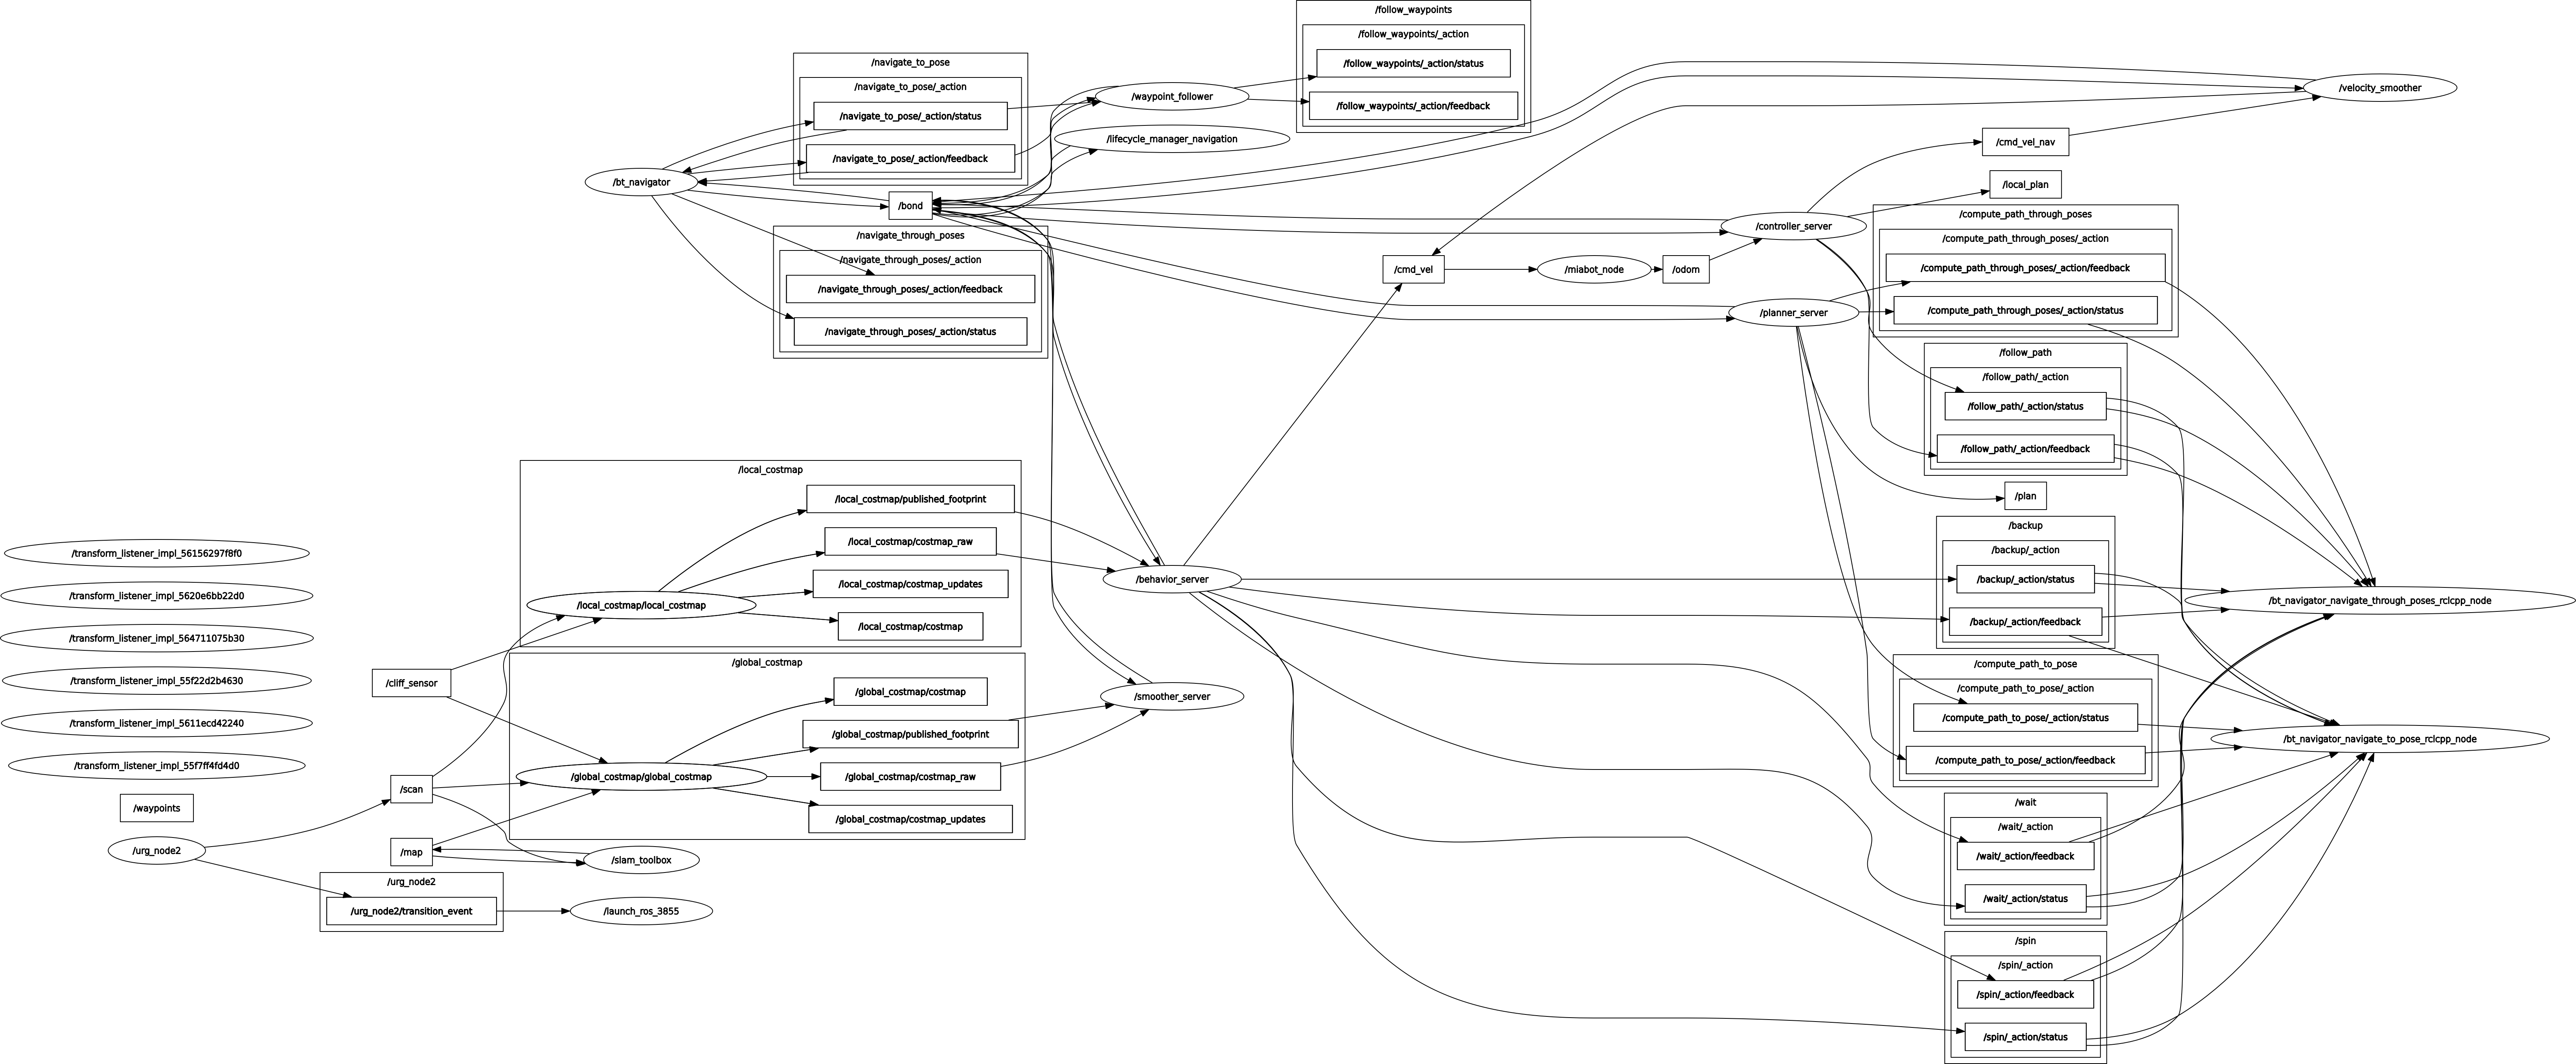 /follow_waypoints
/follow_waypoints/_action
/follow_waypoints/_action/status
/follow_waypoints/_action/feedback
/navigate_to_pose
/navigate_to_pose/_action
/navigate_to_pose/_action/status
/navigate_to_pose/_action/feedback
/waypoint_follower
/lifecycle_manager_navigation
/velocity_smoother
/bt_navigator
/bond
/navigate_through_poses
/navigate_through_poses/_action
/navigate_through_poses/_action/feedback
/navigate_through_poses/_action/status
/cmd_vel_nav
/local_plan
/controller_server
/cmd_vel
/miabot_node
/odom
/planner_server
/compute_path_through_poses
/compute_path_through_poses/_action
/compute_path_through_poses/_action/feedback
/compute_path_through_poses/_action/status
/follow_path
/follow_path/_action
/follow_path/_action/status
/follow_path/_action/feedback
/plan
/local_costmap
/local_costmap/published_footprint
/local_costmap/costmap_raw
/local_costmap/costmap_updates
/local_costmap/local_costmap
/local_costmap/costmap
/behavior_server
/backup
/backup/_action
/backup/_action/status
/backup/_action/feedback
/bt_navigator_navigate_through_poses_rclcpp_node
/transform_listener_impl_56156297f8f0
/transform_listener_impl_5620e6bb22d0
/transform_listener_impl_564711075b30
/transform_listener_impl_55f22d2b4630
/transform_listener_impl_5611ecd42240
/transform_listener_impl_55f7ff4fd4d0
/waypoints
/urg_node2
/cliff_sensor
/scan
/map
/global_costmap
/global_costmap/costmap
/global_costmap/published_footprint
/global_costmap/global_costmap
/global_costmap/costmap_raw
/global_costmap/costmap_updates
/smoother_server
/slam_toolbox
/urg_node2
/urg_node2/transition_event
/launch_ros_3855
/compute_path_to_pose
/compute_path_to_pose/_action
/compute_path_to_pose/_action/status
/compute_path_to_pose/_action/feedback
/bt_navigator_navigate_to_pose_rclcpp_node
/wait
/wait/_action
/wait/_action/feedback
/wait/_action/status
/spin
/spin/_action
/spin/_action/feedback
/spin/_action/status